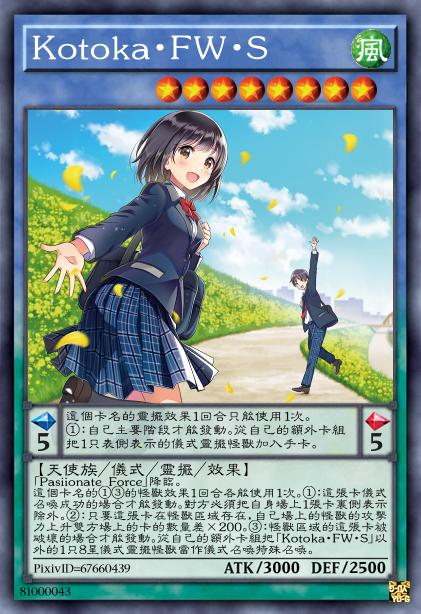 Kotoka・FW・S
風
這個卡名的靈擺效果1回合只能使用1次。
①:自己主要階段才能發動。從自己的額外卡組
把1只表側表示的儀式靈擺怪獸加入手卡。
5
5
【天使族/儀式/靈擺/效果】
「Pasiionate Force」降臨。
這個卡名的①③的怪獸效果1回合各能使用1次。①:這張卡儀式
召喚成功的場合才能發動。對方必須把自身場上1張卡裏側表示
除外。②:只要這張卡在怪獸區域存在,自己場上的怪獸的攻擊
力上升雙方場上的卡的數量差×200。③:怪獸區域的這張卡被
破壞的場合才能發動。從自己的額外卡組把「Kotoka・FW・S」以
外的1只8星儀式靈擺怪獸當作儀式召喚特殊召喚。
PixivID=67660439
ATK/3000 DEF/2500
81000043